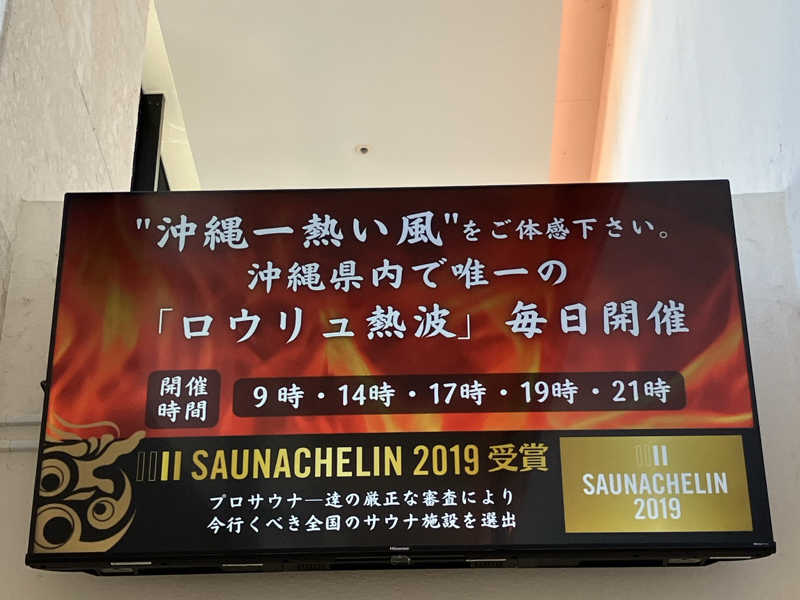 "沖縄一熱い風"をご体感下さい。
沖縄県内で唯一の
「ロウリュ熱波」毎日開催
開催時間
9時・14時・17時・19時・21時
SAUNACHELIN 2019 受賞
プロサウナ―達の厳正な審査により
今行くべき全国のサウナ施設を選出
SAUNACHELIN
2019
Hisense